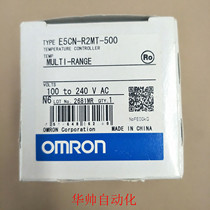 TYPE E5CN-R2MT-500
TEMPERATURE CONTROLLER
TEMP
MULTI-RANGE
VOLTS
100 to 240 V AC
N6 LOT No. 2681MR QTY. 1
OMRON Corporation
MADE IN CHINA
OMRON
华帅自动化